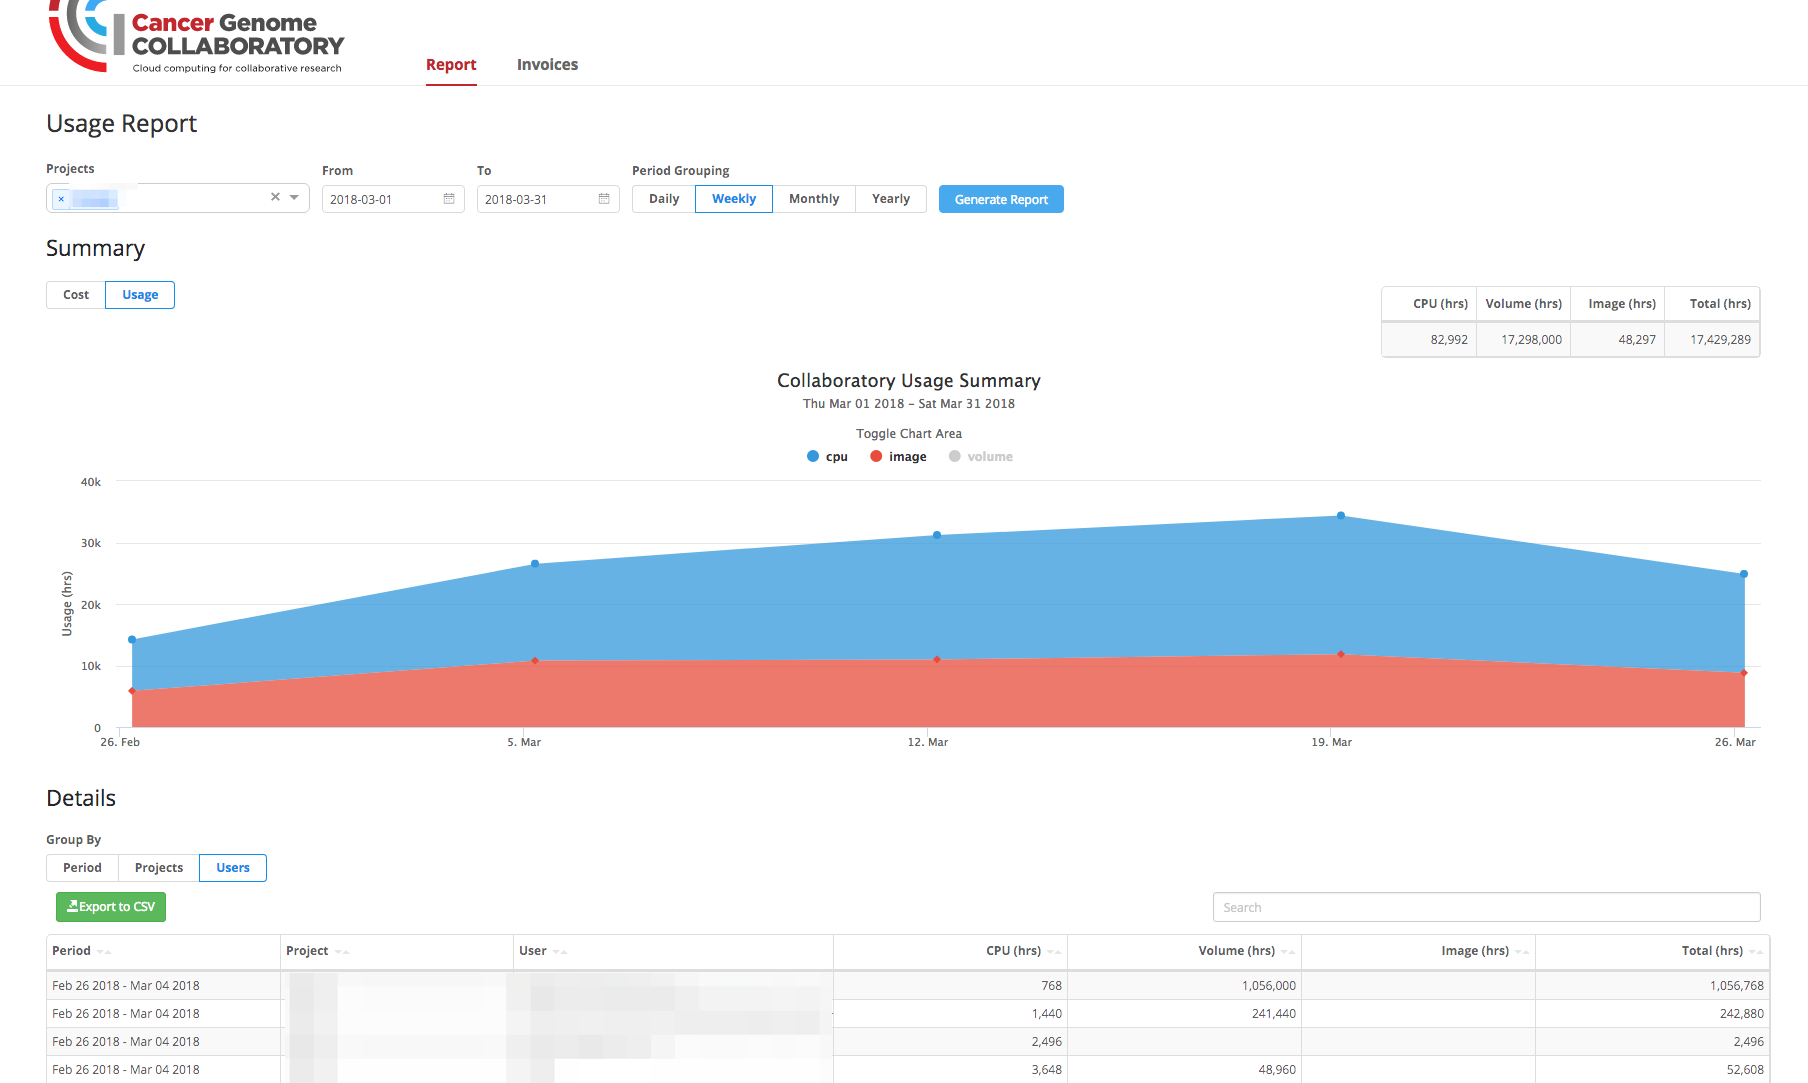 Cancer Genome
COLLABORATORY
Cloud computing for collaborative research
Report Invoices
Usage Report
Projects From To Period Grouping
× 2018-03-01 2018-03-31 Daily Weekly Monthly Yearly Generate Report
Summary
Cost Usage
CPU (hrs) Volume (hrs) Image (hrs) Total (hrs)
82,992 17,298,000 48,297 17,429,289
Collaboratory Usage Summary
Thu Mar 01 2018 – Sat Mar 31 2018
Toggle Chart Area
cpu image volume
40k
30k
20k
10k
0
Usage (hrs)
26. Feb 5. Mar 12. Mar 19. Mar 26. Mar
Details
Group By
Period Projects Users
Export to CSV Search
Period Project User CPU (hrs) Volume (hrs) Image (hrs) Total (hrs)
Feb 26 2018 - Mar 04 2018 768 1,056,000 1,056,768
Feb 26 2018 - Mar 04 2018 1,440 241,440 242,880
Feb 26 2018 - Mar 04 2018 2,496 2,496
Feb 26 2018 - Mar 04 2018 3,648 48,960 52,608